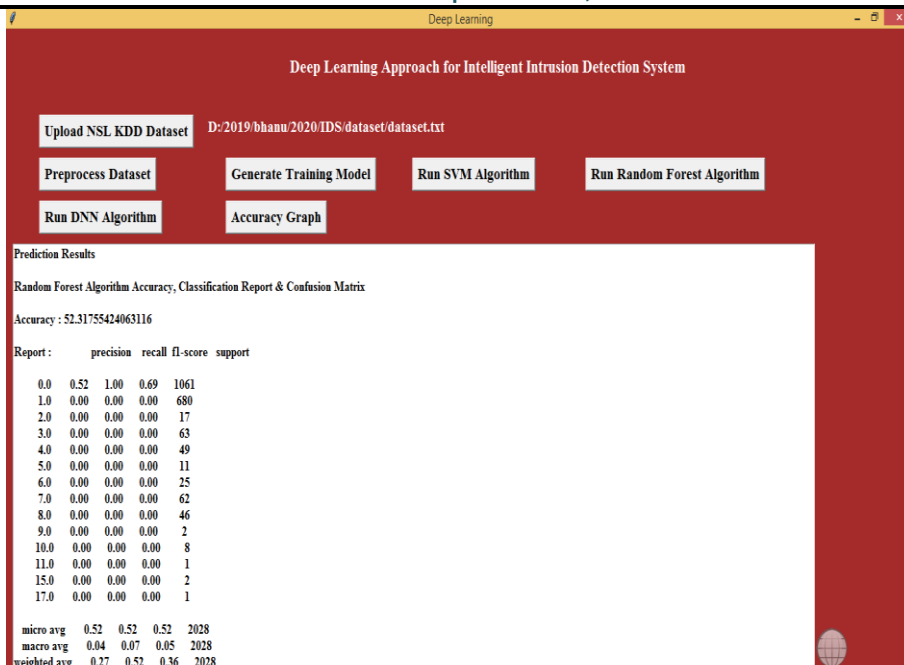 Deep Learning
Deep Learning Approach for Intelligent Intrusion Detection System
Upload NSL KDD Dataset D:/2019/bhanu/2020/IDS/dataset/dataset.txt
Preprocess Dataset Generate Training Model Run SVM Algorithm Run Random Forest Algorithm
Run DNN Algorithm Accuracy Graph
Prediction Results
Random Forest Algorithm Accuracy, Classification Report & Confusion Matrix
Accuracy : 52.31755424063116
Report : precision recall f1-score support
0.0 0.52 1.00 0.69 1061
1.0 0.00 0.00 0.00 680
2.0 0.00 0.00 0.00 17
3.0 0.00 0.00 0.00 63
4.0 0.00 0.00 0.00 49
5.0 0.00 0.00 0.00 11
6.0 0.00 0.00 0.00 25
7.0 0.00 0.00 0.00 62
8.0 0.00 0.00 0.00 46
9.0 0.00 0.00 0.00 2
10.0 0.00 0.00 0.00 8
11.0 0.00 0.00 0.00 1
15.0 0.00 0.00 0.00 2
17.0 0.00 0.00 0.00 1
micro avg 0.52 0.52 0.52 2028
macro avg 0.04 0.07 0.05 2028
weighted avg 0.27 0.52 0.36 2028